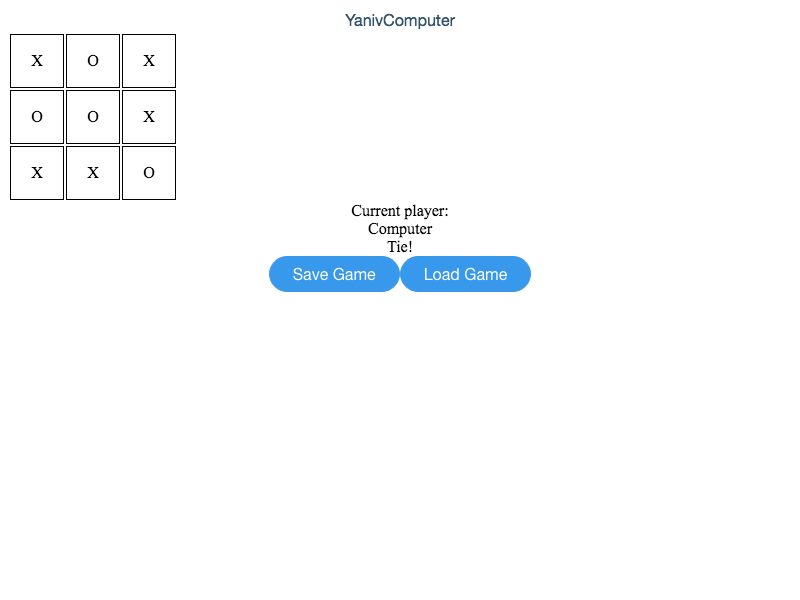 YanivComputer
X O X
O O X
X X O
Current player:
Computer
Tie!
Save Game Load Game